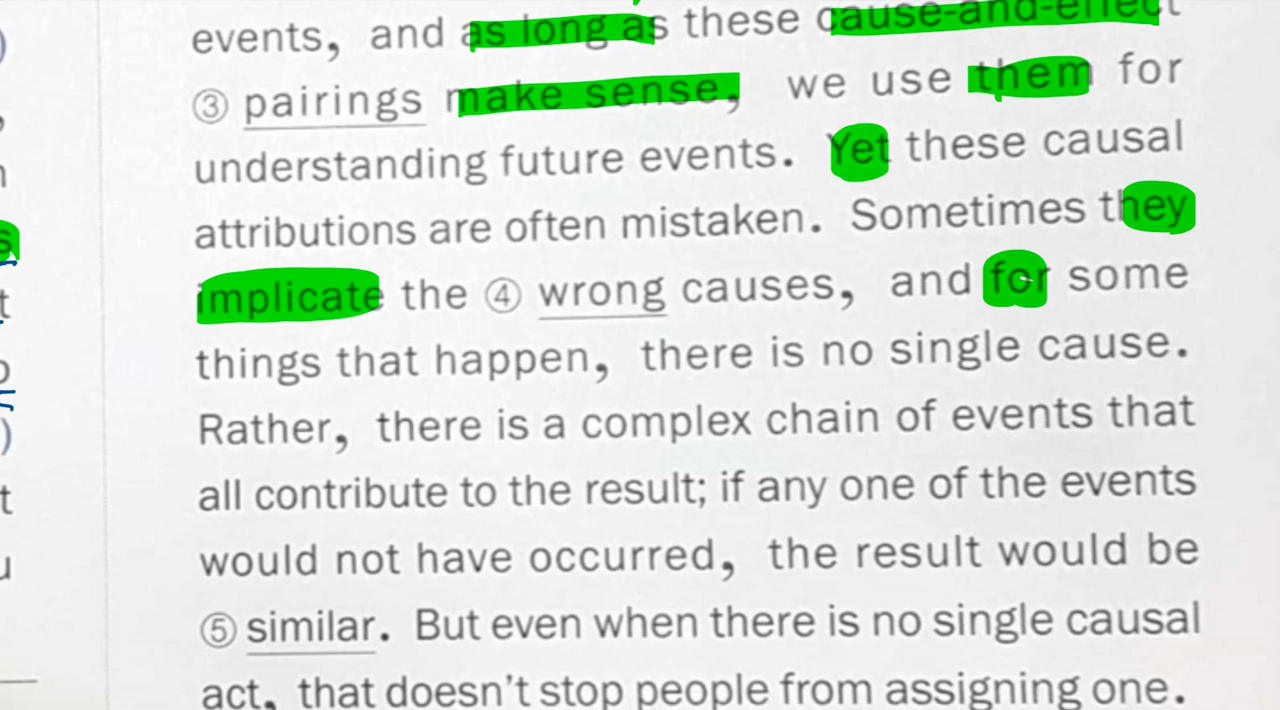 events, and as long as these cause-and-effect
③ pairings make sense, we use them for
understanding future events. Yet these causal
attributions are often mistaken. Sometimes they
implicate the ④ wrong causes, and for some
things that happen, there is no single cause.
Rather, there is a complex chain of events that
all contribute to the result; if any one of the events
would not have occurred, the result would be
⑤ similar. But even when there is no single causal
act, that doesn't stop people from assigning one.